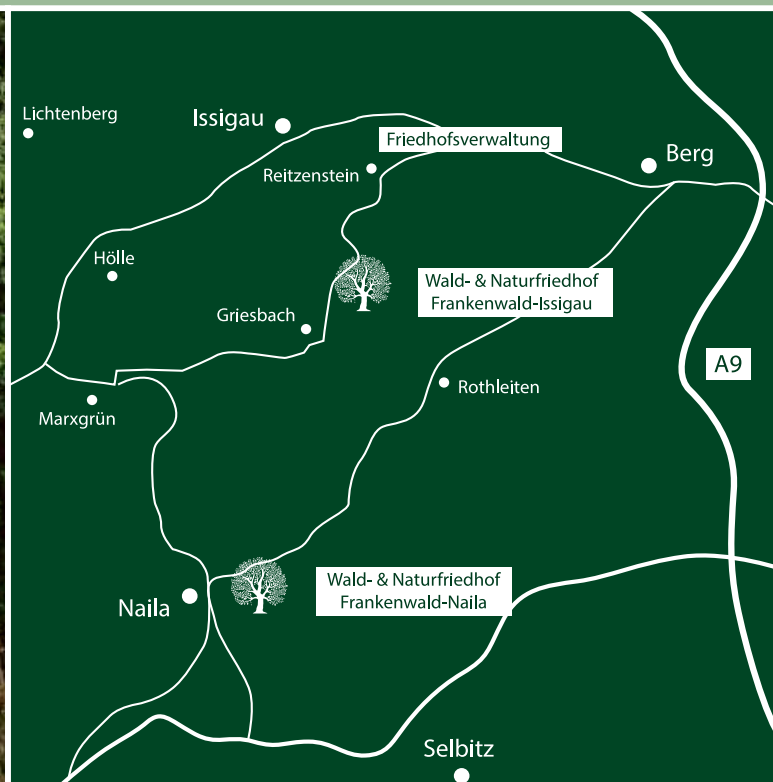 Lichtenberg
Issigau
Friedhofsverwaltung
Berg
Reitzenstein
Hölle
Wald- & Naturfriedhof
Frankenwald-Issigau
Griesbach
A9
Rothleiten
Marxgrün
Wald- & Naturfriedhof
Frankenwald-Naila
Naila
Selbitz